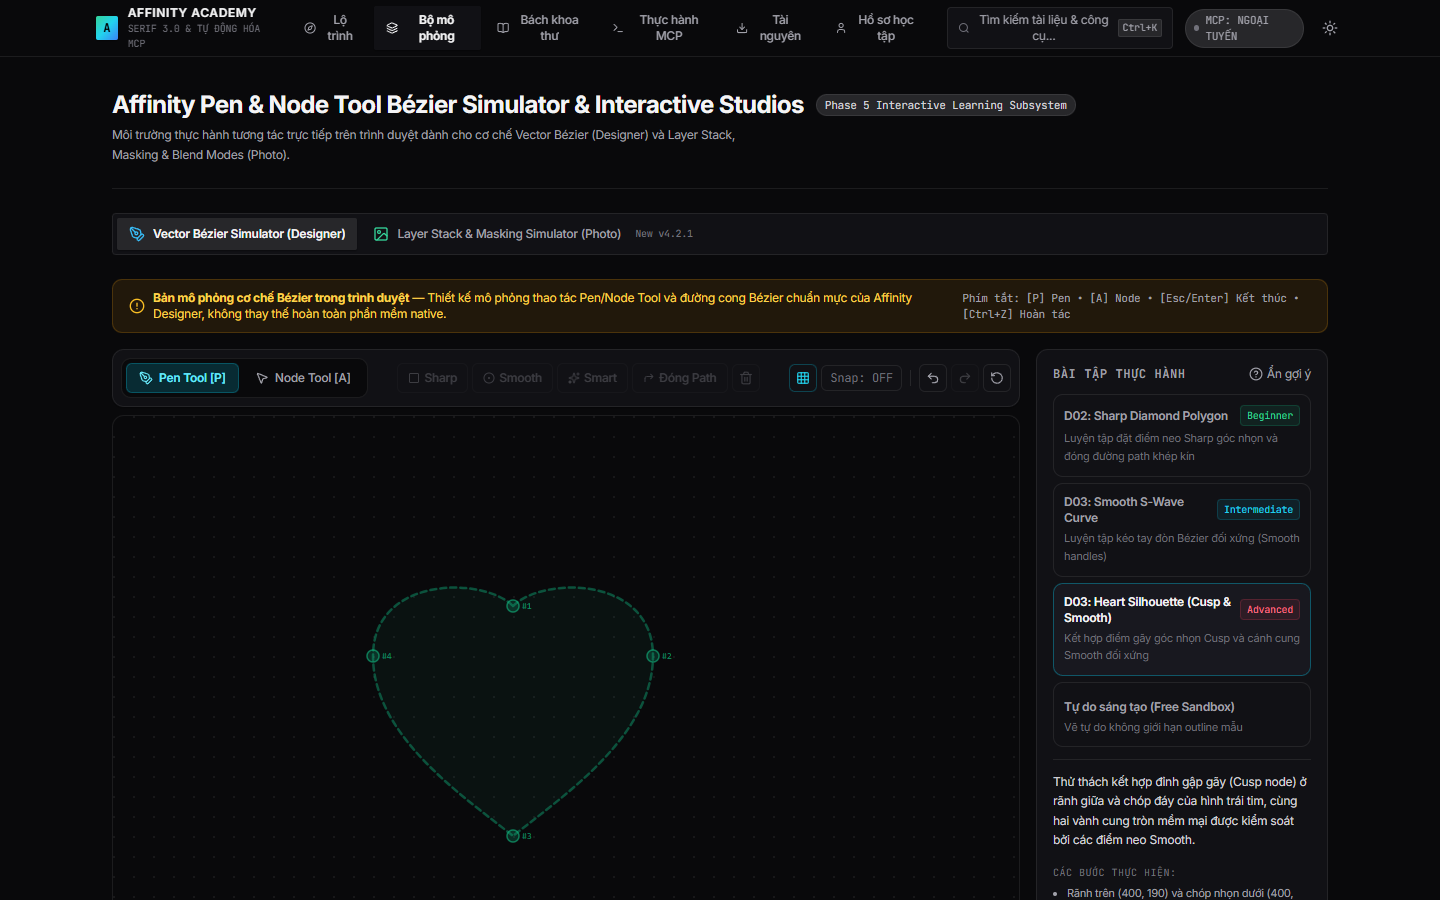 A
AFFINITY ACADEMY
SERIF 3.0 & TỰ ĐỘNG HÓA
MCP
Lộ
trình
Bộ mô
phỏng
Bách khoa
thư
Thực hành
MCP
Tài
nguyên
Hồ sơ học
tập
Tìm kiếm tài liệu & công
cụ...
Ctrl+K
MCP: NGOẠI
TUYẾN
Affinity Pen & Node Tool Bézier Simulator & Interactive Studios
Phase 5 Interactive Learning Subsystem
Môi trường thực hành tương tác trực tiếp trên trình duyệt dành cho cơ chế Vector Bézier (Designer) và Layer Stack,
Masking & Blend Modes (Photo).
Vector Bézier Simulator (Designer)
Layer Stack & Masking Simulator (Photo)
New v4.2.1
Bản mô phỏng cơ chế Bézier trong trình duyệt — Thiết kế mô phỏng thao tác Pen/Node Tool và đường cong Bézier chuẩn mực của Affinity
Designer, không thay thế hoàn toàn phần mềm native.
Phím tắt: [P] Pen • [A] Node • [Esc/Enter] Kết thúc •
[Ctrl+Z] Hoàn tác
Pen Tool [P]
Node Tool [A]
Sharp
Smooth
Smart
Đóng Path
Snap: OFF
#1
#2
#3
#4
BÀI TẬP THỰC HÀNH
Ẩn gợi ý
D02: Sharp Diamond Polygon
Beginner
Luyện tập đặt điểm neo Sharp góc nhọn và
đóng đường path khép kín
D03: Smooth S-Wave
Curve
Intermediate
Luyện tập kéo tay đòn Bézier đối xứng (Smooth
handles)
D03: Heart Silhouette (Cusp &
Smooth)
Advanced
Kết hợp điểm gãy góc nhọn Cusp và cánh cung
Smooth đối xứng
Tự do sáng tạo (Free Sandbox)
Vẽ tự do không giới hạn outline mẫu
Thử thách kết hợp đỉnh gập gãy (Cusp node) ở
rãnh giữa và chóp đáy của hình trái tim, cùng
hai vành cung tròn mềm mại được kiểm soát
bởi các điểm neo Smooth.
CÁC BƯỚC THỰC HIỆN:
• Rãnh trên (400, 190) và chóp nhọn dưới (400,